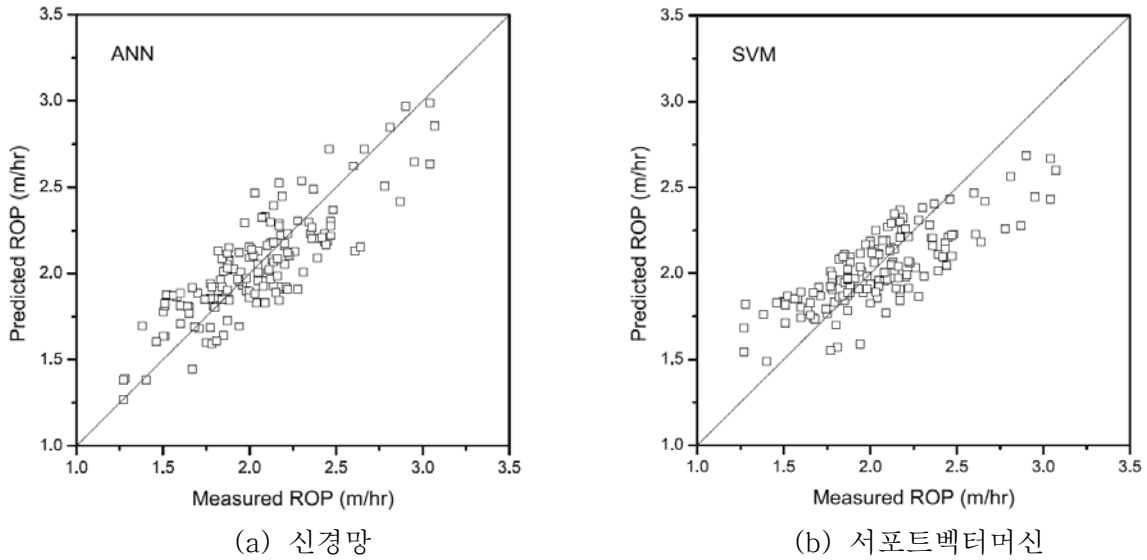 ANN
Predicted ROP (m/hr)
3.5
3.0
2.5
2.0
1.5
1.0
1.0 1.5 2.0 2.5 3.0 3.5
Measured ROP (m/hr)
(a) 신경망
SVM
Predicted ROP (m/hr)
3.5
3.0
2.5
2.0
1.5
1.0
1.0 1.5 2.0 2.5 3.0 3.5
Measured ROP (m/hr)
(b) 서포트벡터머신